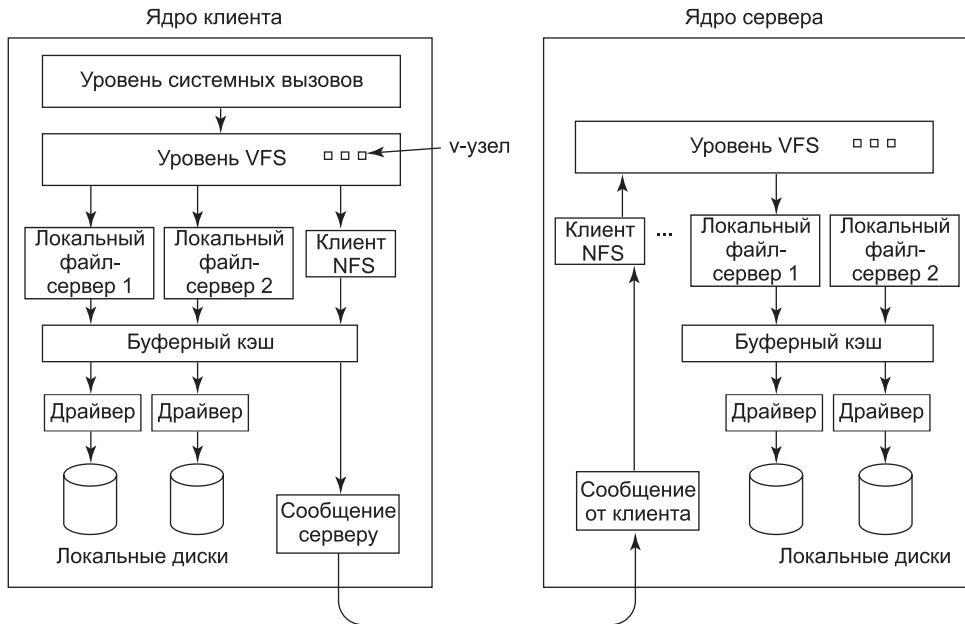 Ядро клиента
Уровень системных вызовов
Уровень VFS
v-узел
Локальный
файл-
сервер 1
Локальный
файл-
сервер 2
Клиент
NFS
Буферный кэш
Драйвер
Драйвер
Локальные диски
Сообщение
серверу
Ядро сервера
Уровень VFS
Клиент
NFS
...
Локальный
файл-сервер
1
Локальный
файл-сервер
2
Буферный кэш
Драйвер
Драйвер
Сообщение
от клиента
Локальные диски